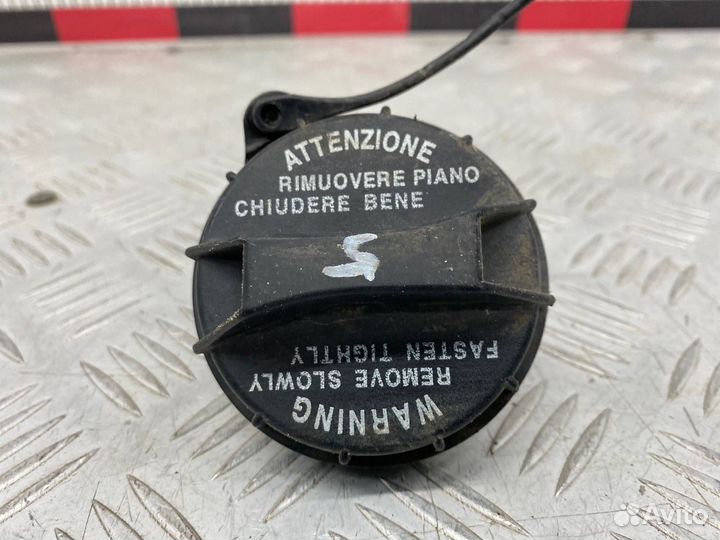 ATTENZIONE
RIMUOVERE PIANO
CHIUDERE BENE
5
WARNING
REMOVE SLOWLY
FASTEN TIGHTLY
Avito